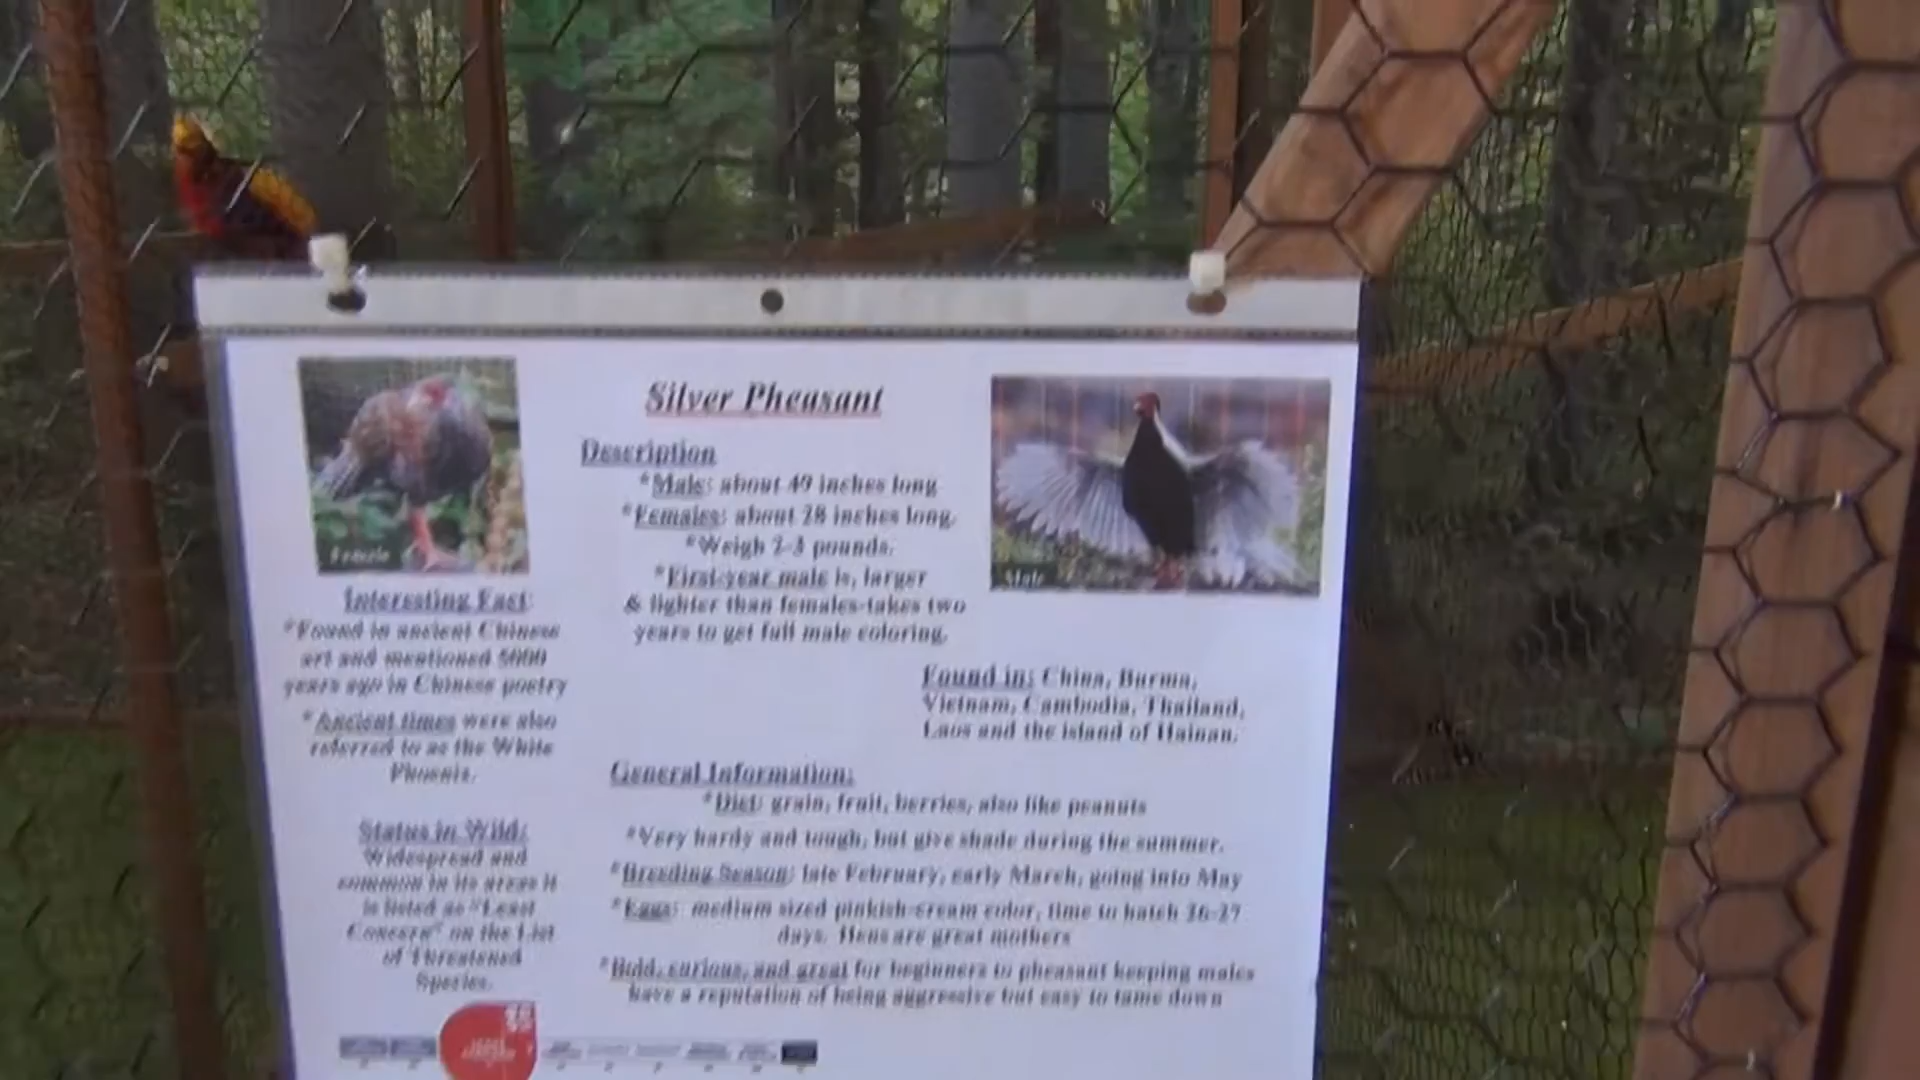 Silver Pheasant
Description
*Male: about 49 inches long
*Females: about 28 inches long.
*Weigh 2-3 pounds.
*First-year male is, larger
& lighter than females-takes two
years to get full male coloring.
Female
Male
Interesting Fact:
*Found in ancient Chinese
art and mentioned 5000
years ago in Chinese poetry
*Ancient times were also
referred to as the White
Phoenix.
Found in: China, Burma,
Vietnam, Cambodia, Thailand,
Laos and the island of Hainan.
Status in Wild:
Widespread and
common in its areas it
is listed as "Least
Concern" on the List
of Threatened
Species.
General Information:
*Diet: grain, fruit, berries, also like peanuts
*Very hardy and tough, but give shade during the summer.
*Breeding Season: late February, early March, going into May
*Eggs: medium sized pinkish-cream color, time to hatch 26-27
days. Hens are great mothers
*Bold, curious, and great for beginners to pheasant keeping males
have a reputation of being aggressive but easy to tame down